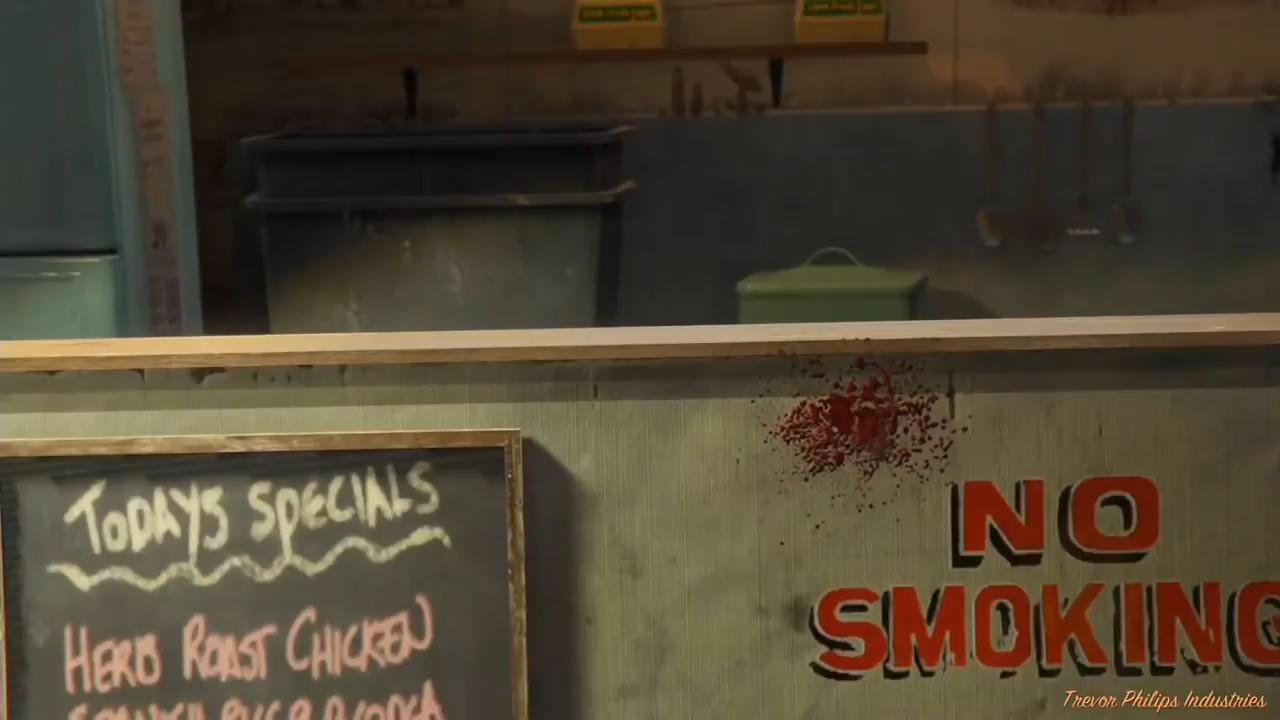 TODAYS SPECIALS
HERB ROAST CHICKEN
NO
SMOKING
Trevor Philips Industries